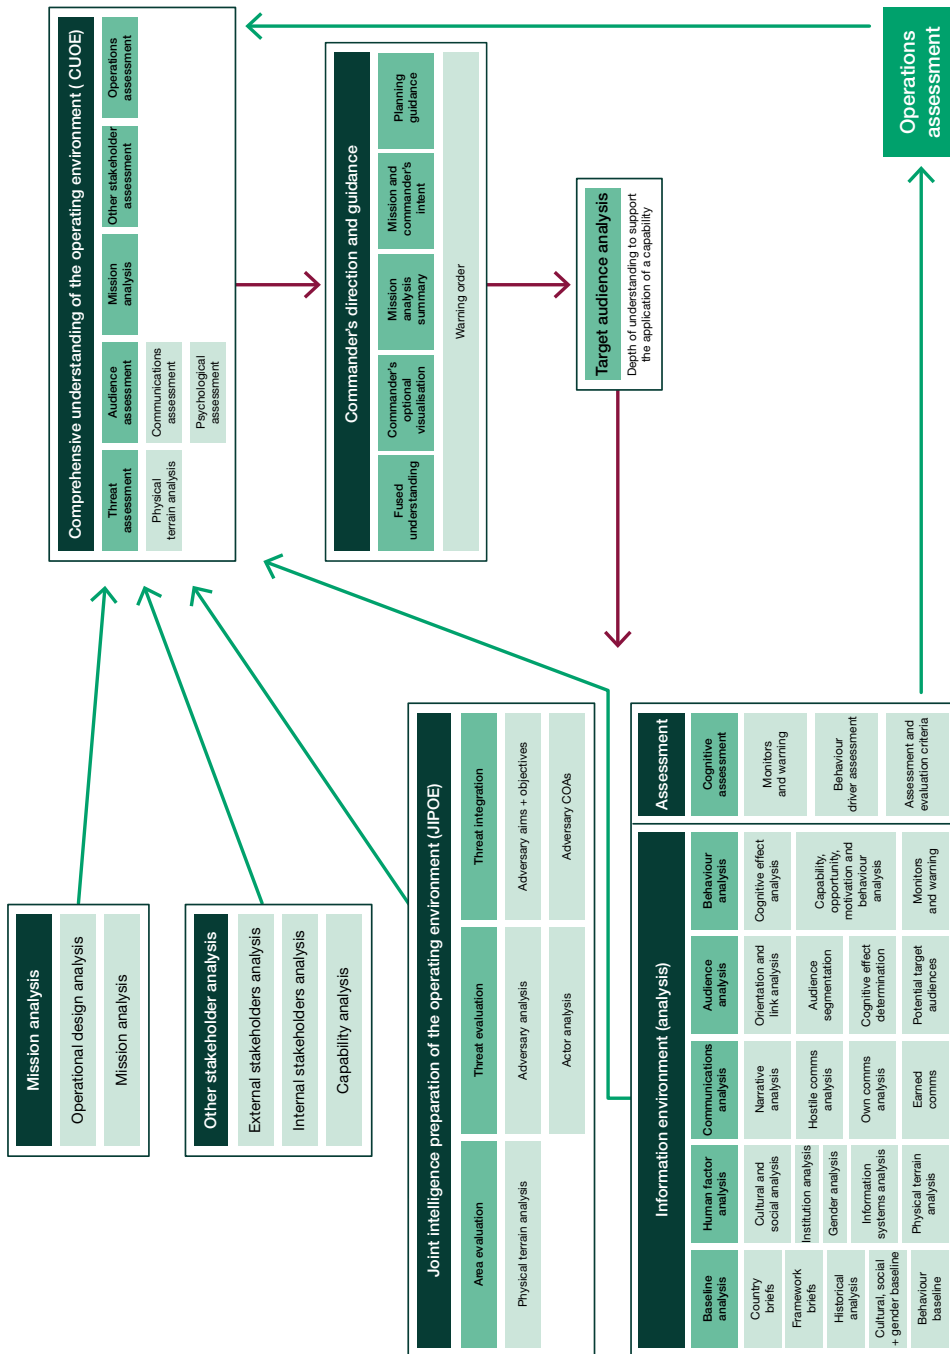 Mission analysis
Operational design analysis
Mission analysis
Other stakeholder analysis
External stakeholders analysis
Internal stakeholders analysis
Capability analysis
Joint intelligence preparation of the operating environment (JIPOE)
Area evaluation
Physical terrain analysis
Threat evaluation
Adversary analysis
Actor analysis
Threat integration
Adversary aims + objectives
Adversary COAs
Information environment (analysis)
Baseline
analysis
Country
briefs
Framework
briefs
Historical
analysis
Cultural, social
+ gender baseline
Behaviour
baseline
Human factor
analysis
Cultural and
social analysis
Institution analysis
Gender analysis
Information
systems analysis
Physical terrain
analysis
Communications
analysis
Narrative
analysis
Hostile comms
analysis
Own comms
analysis
Earned
comms
Audience
analysis
Orientation and
link analysis
Audience
segmentation
Cognitive effect
determination
Potential target
audiences
Behaviour
analysis
Cognitive effect
analysis
Capability,
opportunity,
motivation and
behaviour
analysis
Monitors
and warning
Assessment
Cognitive
assessment
Monitors
and warning
Behaviour
driver assessment
Assessment and
evaluation criteria
Comprehensive understanding of the operating environment ( CUOE)
Threat
assessment
Physical
terrain analysis
Audience
assessment
Communications
assessment
Psychological
assessment
Mission
analysis
Other stakeholder
assessment
Operations
assessment
Commander's direction and guidance
Fused
understanding
Commander's
optional
visualisation
Mission
analysis
summary
Mission and
commander's
intent
Planning
guidance
Warning order
Target audience analysis
Depth of understanding to support
the application of a capability
Operations
assessment